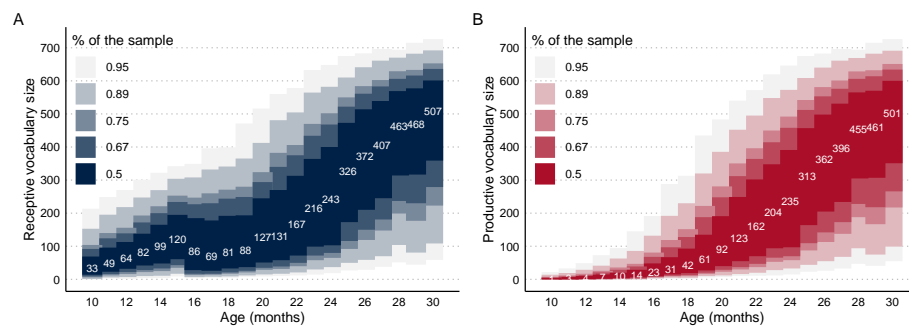 A
% of the sample
0.95
0.89
0.75
0.67
0.5
Receptive vocabulary size
700
600
500
400
300
200
100
0
33 49 64 82 99 120 86 69 81 88 127 131 167 216 243 326 372 407 463 468 507
10 12 14 16 18 20 22 24 26 28 30
Age (months)
B
% of the sample
0.95
0.89
0.75
0.67
0.5
Productive vocabulary size
700
600
500
400
300
200
100
0
1 3 4 7 10 14 23 31 42 61 92 123 162 204 235 313 362 396 455 461 501
10 12 14 16 18 20 22 24 26 28 30
Age (months)